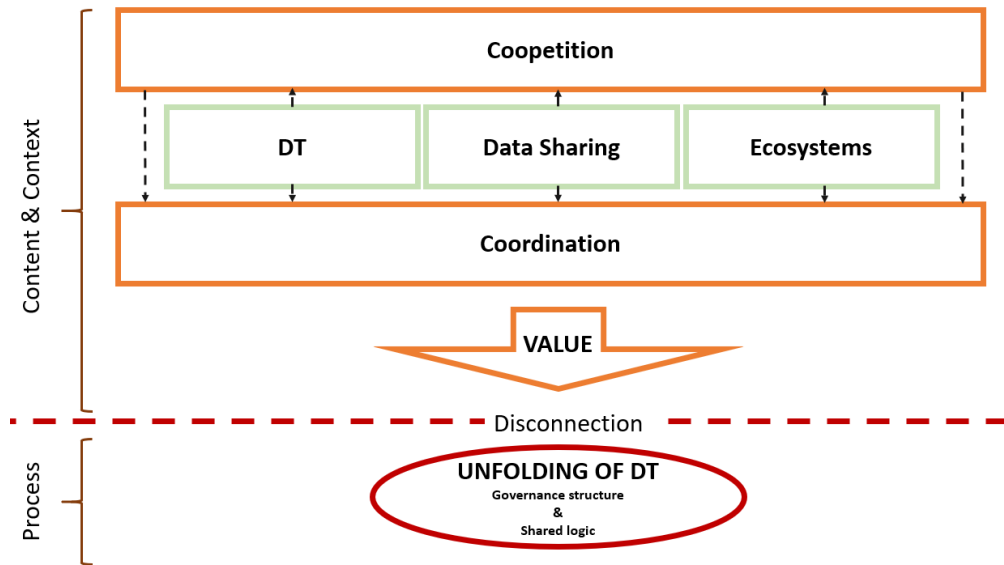 Content & Context
Coopetition
DT
Data Sharing
Ecosystems
Coordination
VALUE
Disconnection
Process
UNFOLDING OF DT
Governance structure
&
Shared logic